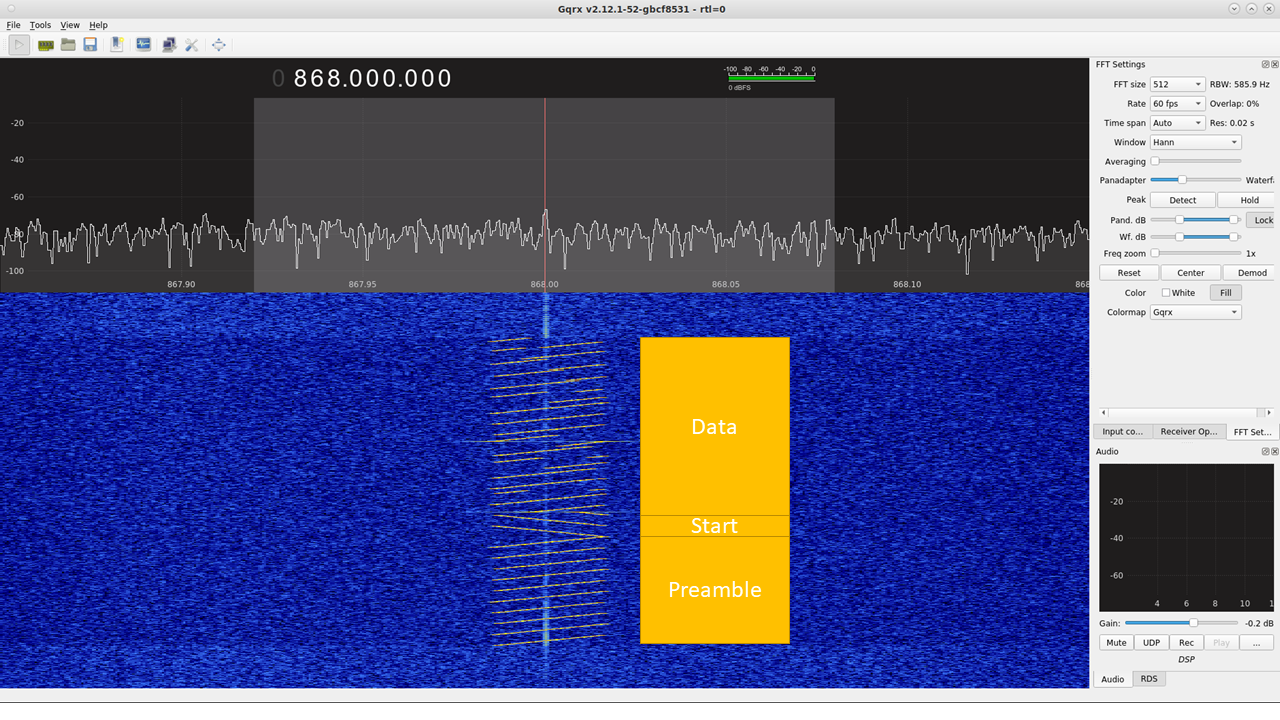 Gqrx v2.12.1-52-gbcf8531 - rtl=0
File Tools View Help
0 868.000.000
-100 -80 -60 -40 -20 0
0 dBFS
-20
-40
-60
-80
-100
867.90 867.95 868.00 868.05 868.10 868
Data
Start
Preamble
FFT Settings
FFT size 512 RBW: 585.9 Hz
Rate 60 fps Overlap: 0%
Time span Auto Res: 0.02 s
Window Hann
Averaging
Panadapter Waterf
Peak Detect Hold
Pand. dB Lock
Wf. dB
Freq zoom 1x
Reset Center Demod
Color White Fill
Colormap Gqrx
Input co... Receiver Op... FFT Set...
Audio
-20
-40
-60
4 6 8 10 1
Gain: -0.2 dB
Mute UDP Rec Play ...
DSP
Audio RDS